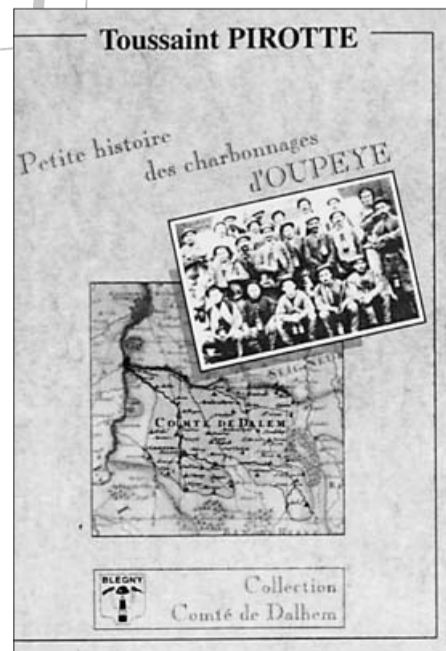 Toussaint PIROTTE
Petite histoire
des charbonnages
d'OUPEYE
COMTE DE DALEM
BLEGNY
Collection
Comté de Dalhem